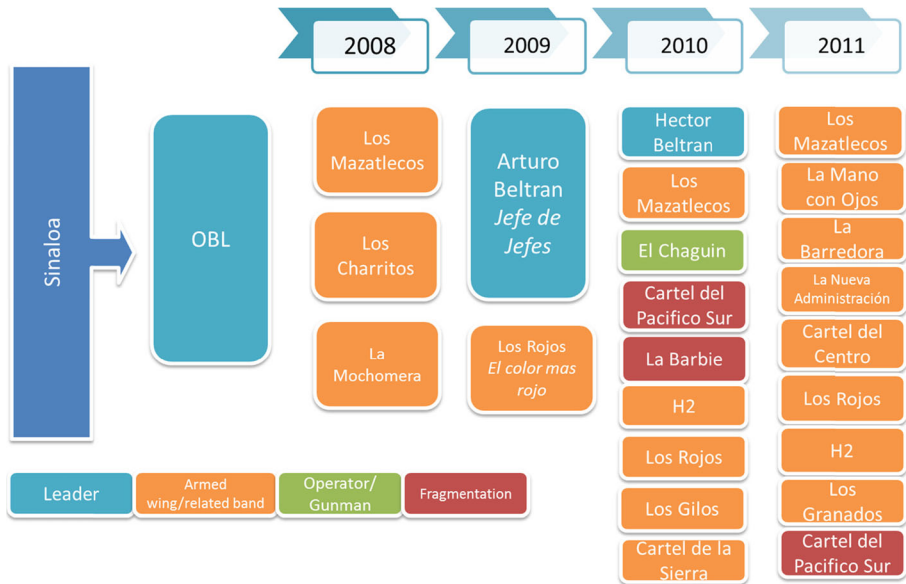 2008
2009
2010
2011
Sinaloa
OBL
Los
Mazatlecos
Los
Charritos
La
Mochomera
Arturo
Beltran
Jefe de
Jefes
Los Rojos
El color mas
rojo
Hector
Beltran
Los
Mazatlecos
El Chaguin
Cartel del
Pacifico Sur
La Barbie
H2
Los Rojos
Los Gilos
Cartel de la
Sierra
Los
Mazatlecos
La Mano
con Ojos
La
Barredora
La Nueva
Administración
Cartel del
Centro
Los Rojos
H2
Los
Granados
Cartel del
Pacifico Sur
Leader
Armed
wing/related band
Operator/
Gunman
Fragmentation